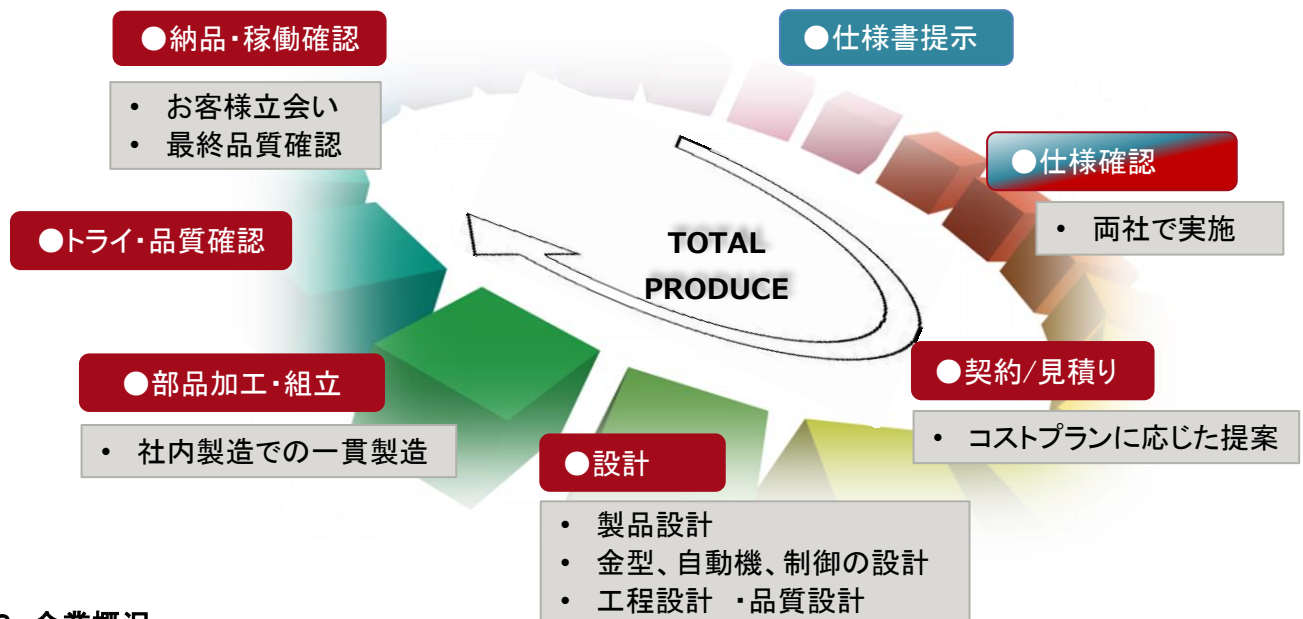 ●納品・稼働確認
• お客様立会い
• 最終品質確認
●仕様書提示
●仕様確認
• 両社で実施
●トライ・品質確認
TOTAL
PRODUCE
●契約/見積り
• コストプランに応じた提案
●部品加工・組立
• 社内製造での一貫製造
●設計
• 製品設計
• 金型、自動機、制御の設計
• 工程設計 ・品質設計